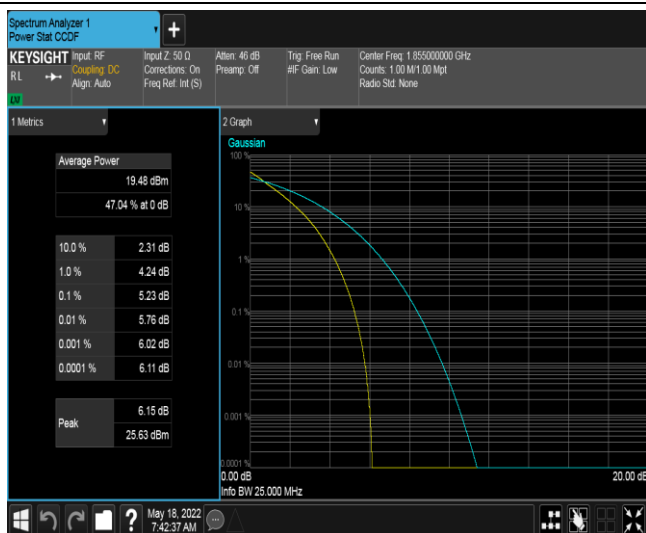 Spectrum Analyzer 1
Power Stat CCDF
+
KEYSIGHT
R L
Input: RF
Coupling: DC
Align: Auto
Input Z: 50 Ω
Corrections: On
Freq Ref: Int (S)
Atten: 46 dB
Preamp: Off
Trig: Free Run
#IF Gain: Low
Center Freq: 1.855000000 GHz
Counts: 1.00 M/1.00 Mpt
Radio Std: None
1 Metrics
Average Power
19.48 dBm
47.04 % at 0 dB
10.0 % 2.31 dB
1.0 % 4.24 dB
0.1 % 5.23 dB
0.01 % 5.76 dB
0.001 % 6.02 dB
0.0001 % 6.11 dB
Peak
6.15 dB
25.63 dBm
2 Graph
Gaussian
100 %
10 %
1 %
0.1 %
0.01 %
0.001 %
0.0001 %
0.00 dB
20.00 dB
Info BW 25.000 MHz
?
May 18, 2022
7:42:37 AM